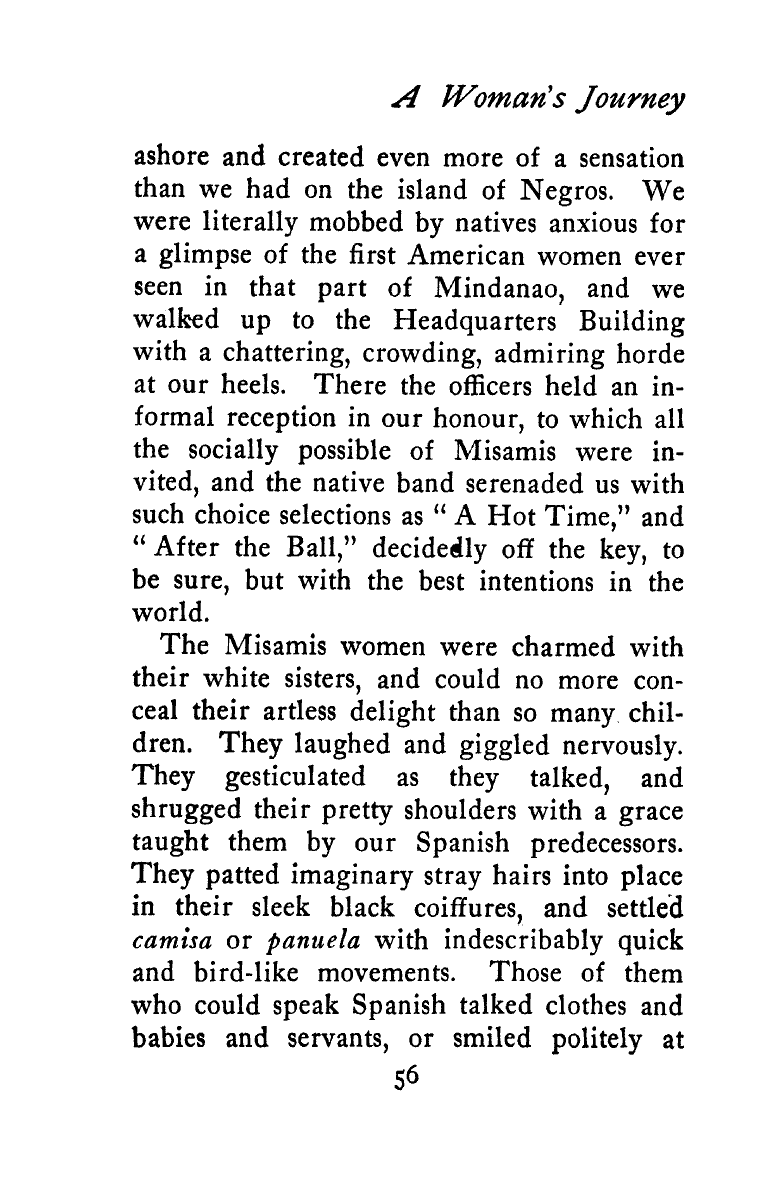 A Woman's Journey
ashore and created even more of a sensation
than we had on the island of Negros. We
were literally mobbed by natives anxious for
a glimpse of the first American women ever
seen in that part of Mindanao, and we
walked up to the Headquarters Building
with a chattering, crowding, admiring horde
at our heels. There the officers held an in-
formal reception in our honour, to which all
the socially possible of Misamis were in-
vited, and the native band serenaded us with
such choice selections as “ A Hot Time,” and
“ After the Ball,” decidedly off the key, to
be sure, but with the best intentions in the
world.
The Misamis women were charmed with
their white sisters, and could no more con-
ceal their artless delight than so many chil-
dren. They laughed and giggled nervously.
They gesticulated as they talked, and
shrugged their pretty shoulders with a grace
taught them by our Spanish predecessors.
They patted imaginary stray hairs into place
in their sleek black coiffures, and settled
camisa or panuela with indescribably quick
and bird-like movements. Those of them
who could speak Spanish talked clothes and
babies and servants, or smiled politely at
56